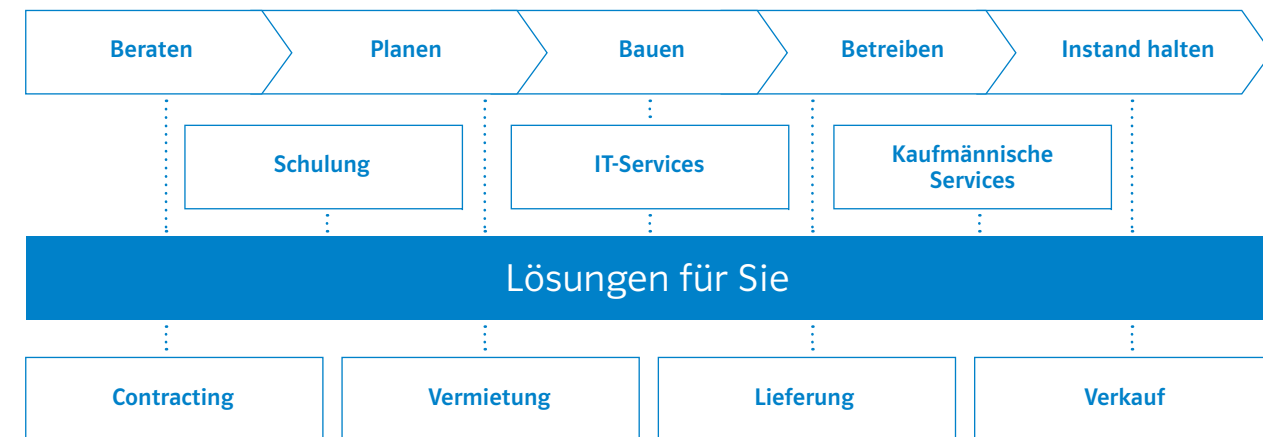 Beraten
Planen
Bauen
Betreiben
Instand halten
Schulung
IT-Services
Kaufmännische
Services
Lösungen für Sie
Contracting
Vermietung
Lieferung
Verkauf